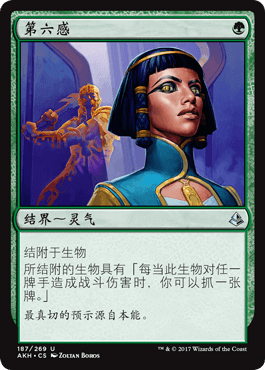 第六感
结界～灵气
结附于生物
所结附的生物具有「每当此生物对任一
牌手造成战斗伤害时，你可以抓一张
牌。」
最真切的预示源自本能。
187/269 U
AKH • CS Zoltan Boros
™ & © 2017 Wizards of the Coast